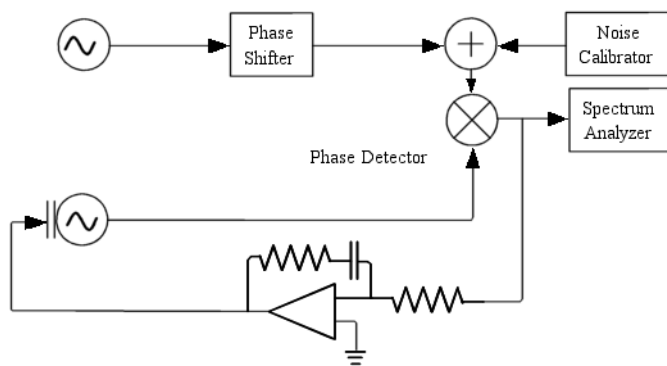 Phase
Shifter
Noise
Calibrator
Spectrum
Analyzer
Phase Detector